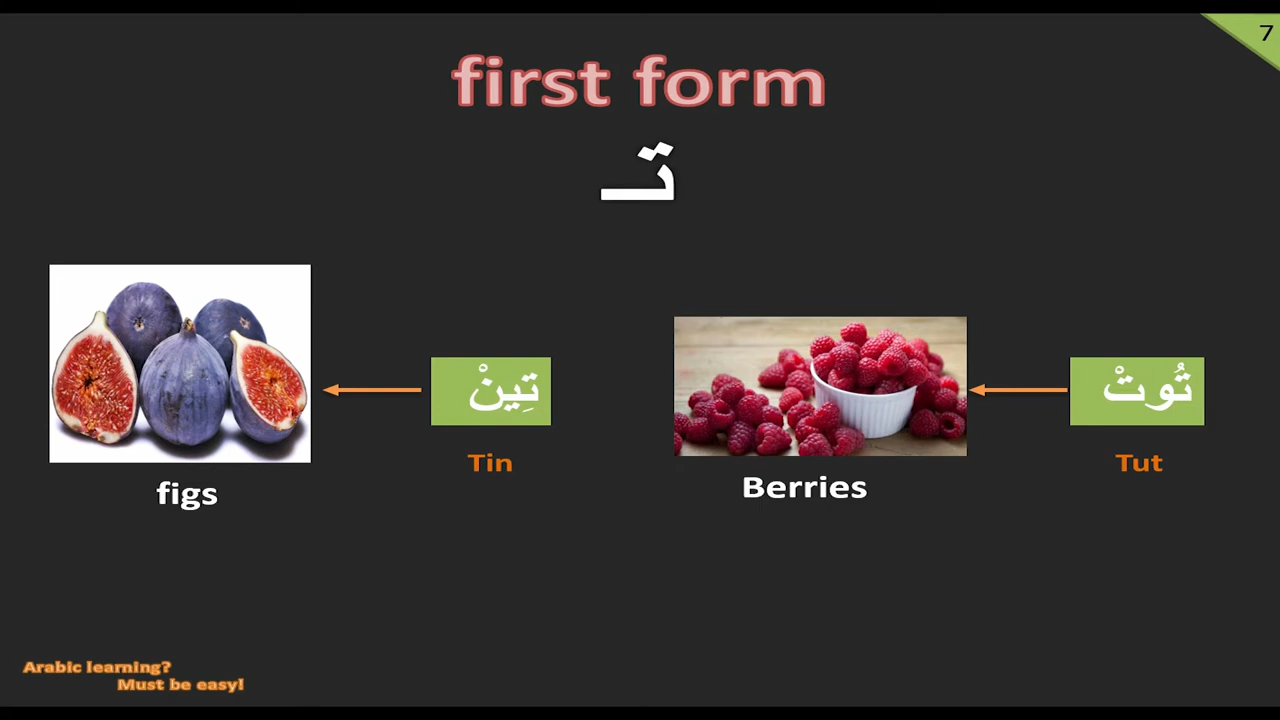 7
first form
تـ
تُوتْ
Tut
Berries
تِينْ
Tin
figs
Arabic learning?
Must be easy!